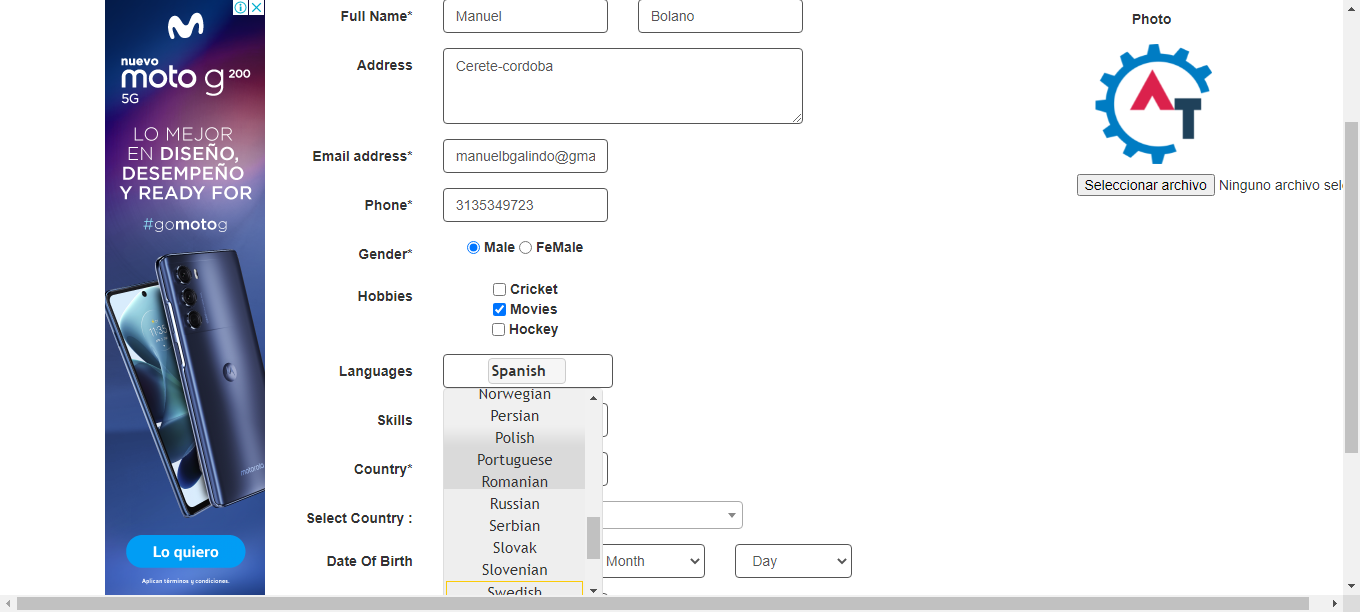 nuevo
moto g 200
5G
LO MEJOR
EN DISEÑO,
DESEMPEÑO
Y READY FOR
#gomotog
Lo quiero
Aplican términos y condiciones.
Full Name* Manuel Bolano
Address Cerete-cordoba
Email address* manuelbgalindo@gma
Phone* 3135349723
Gender* Male FeMale
Hobbies Cricket
Movies
Hockey
Languages Spanish
Norwegian
Persian
Skills
Polish
Portuguese
Country*
Romanian
Russian
Select Country :
Serbian
Slovak
Date Of Birth Month Day
Slovenian
Swedish
Photo
AT
Seleccionar archivo Ninguno archivo sel